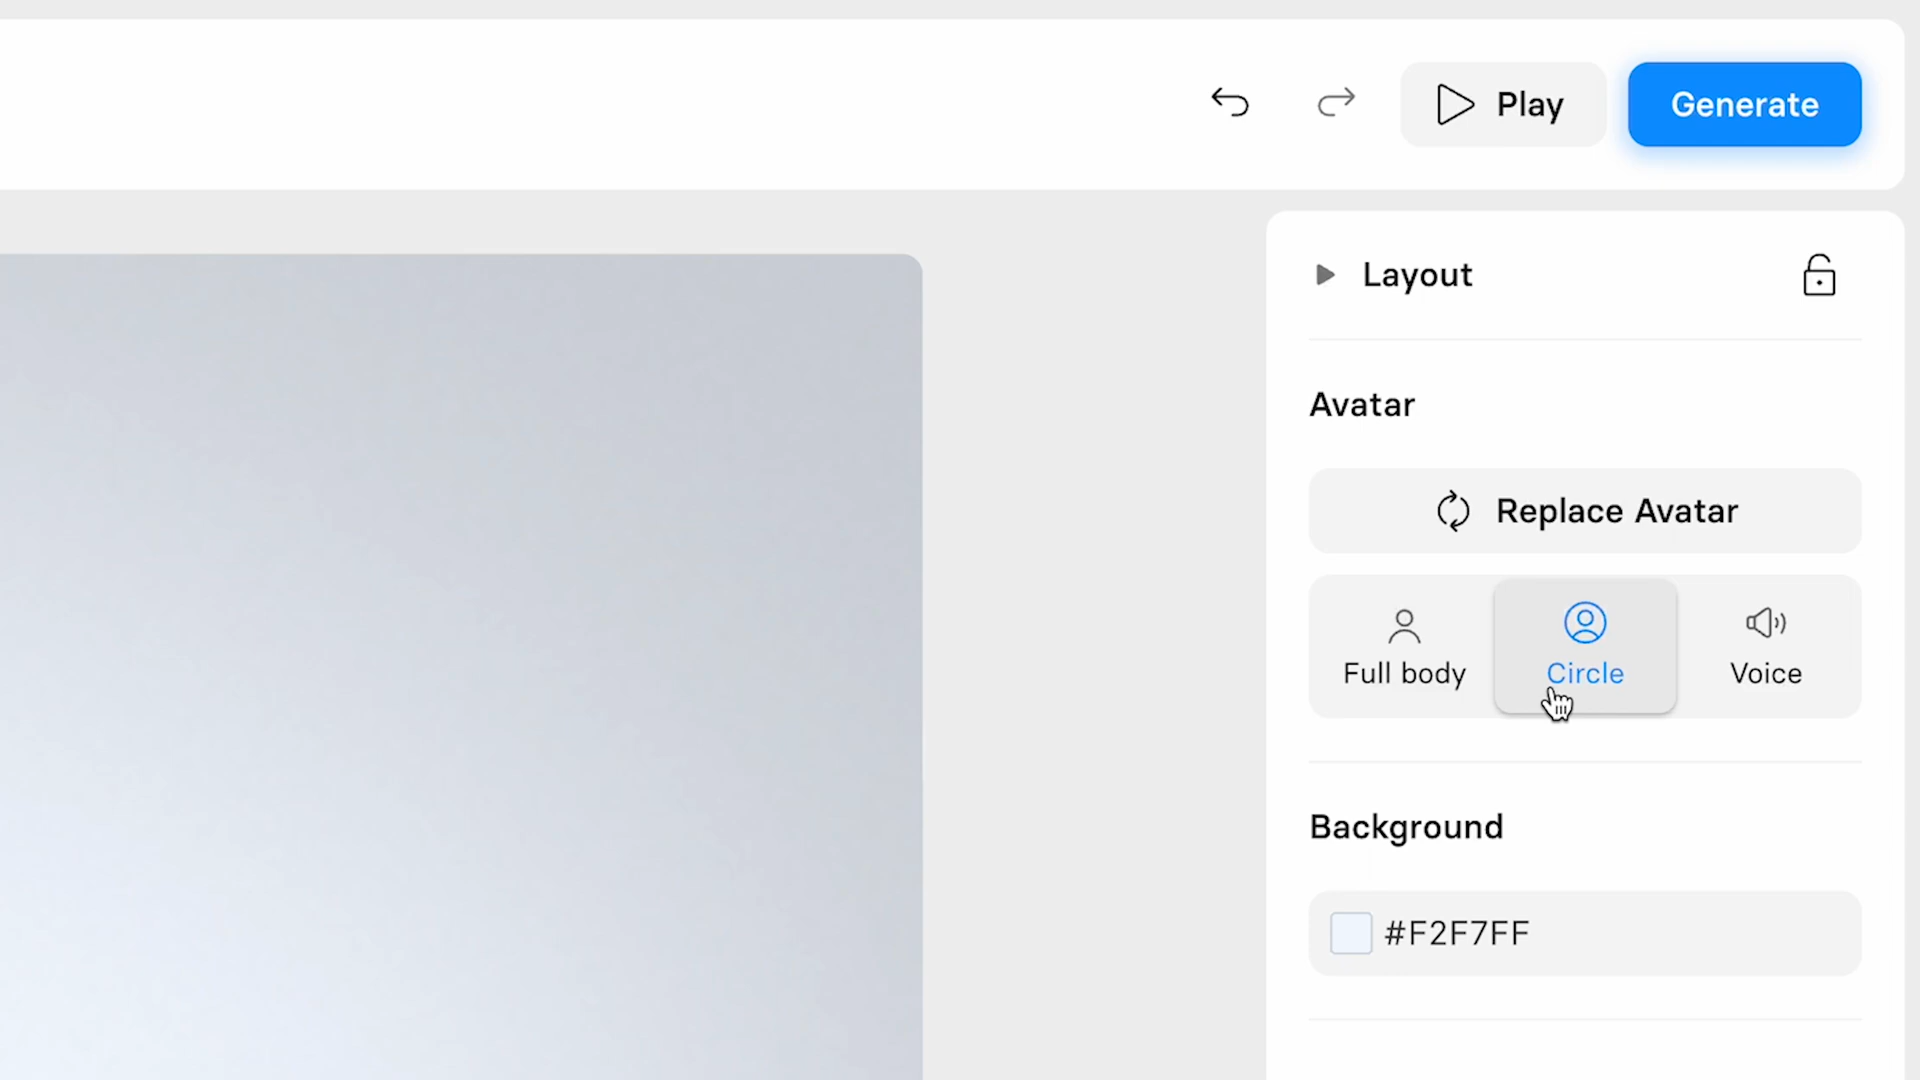 Play
Generate
Layout
Avatar
Replace Avatar
Full body
Circle
Voice
Background
#F2F7FF